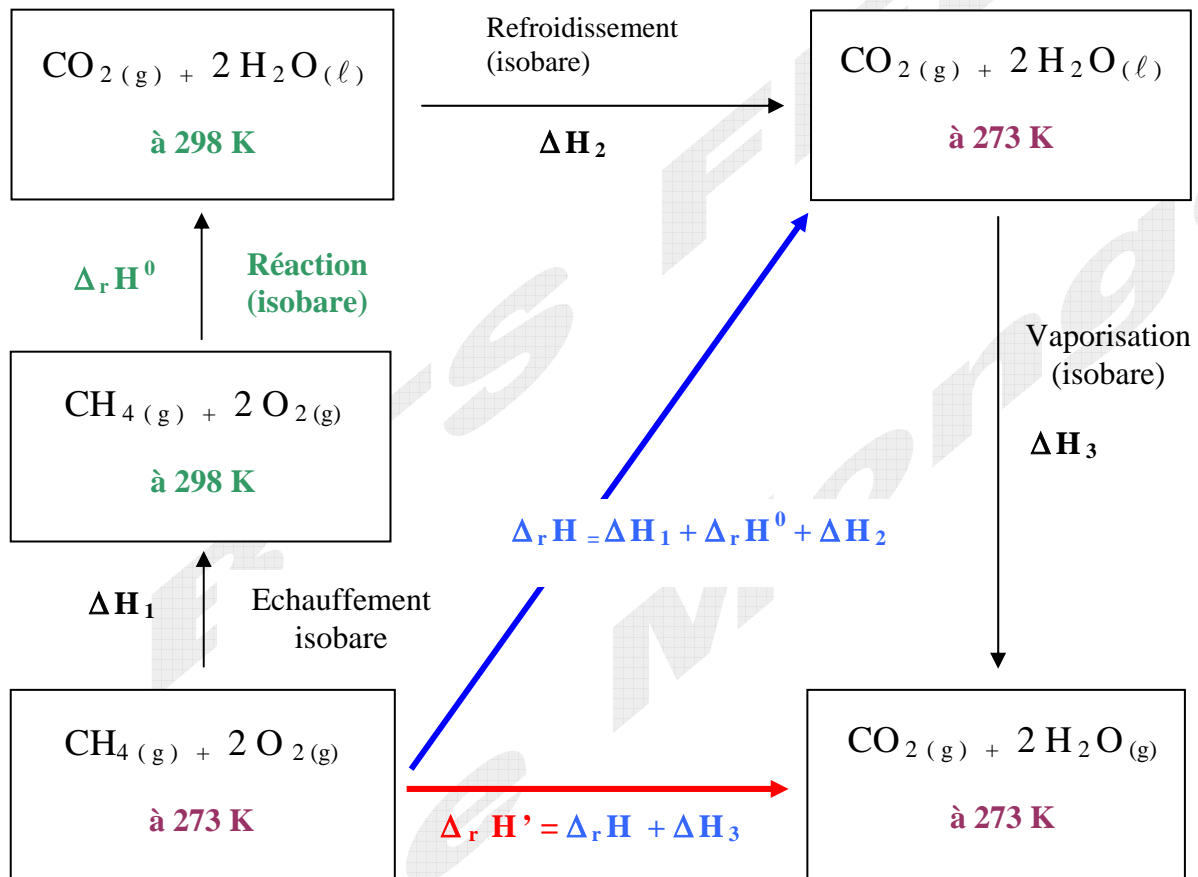 CO₂ (g) + 2 H₂O (ℓ)
à 298 K
Refroidissement
(isobare)
ΔH₂
CO₂ (g) + 2 H₂O (ℓ)
à 273 K
ΔᵣH⁰
Réaction
(isobare)
Vaporisation
(isobare)
ΔH₃
CH₄ (g) + 2 O₂ (g)
à 298 K
ΔᵣH = ΔH₁ + ΔᵣH⁰ + ΔH₂
ΔH₁
Echauffement
isobare
CH₄ (g) + 2 O₂ (g)
à 273 K
ΔᵣH’ = ΔᵣH + ΔH₃
CO₂ (g) + 2 H₂O (g)
à 273 K